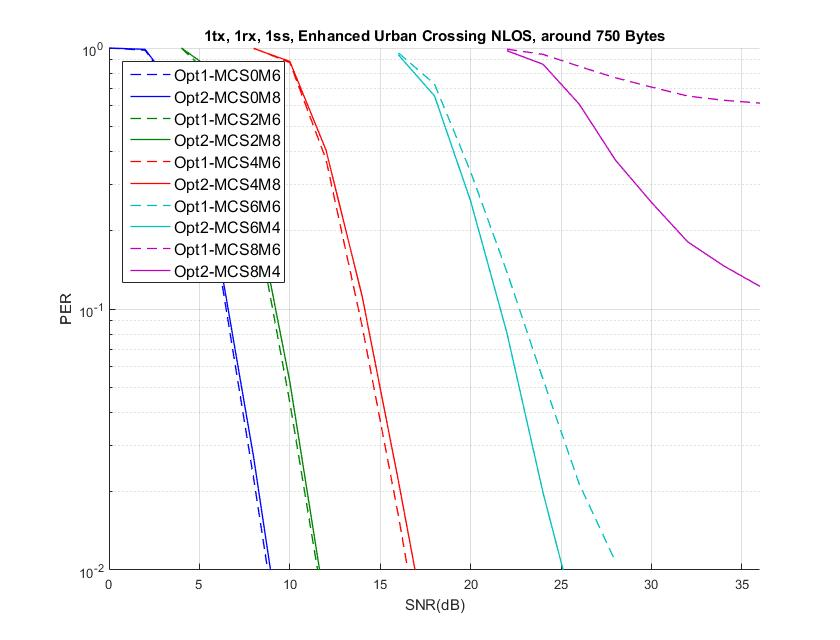 1tx, 1rx, 1ss, Enhanced Urban Crossing NLOS, around 750 Bytes
10^0
10^-1
10^-2
PER
Opt1-MCS0M6
Opt2-MCS0M8
Opt1-MCS2M6
Opt2-MCS2M8
Opt1-MCS4M6
Opt2-MCS4M8
Opt1-MCS6M6
Opt2-MCS6M4
Opt1-MCS8M6
Opt2-MCS8M4
0 5 10 15 20 25 30 35
SNR(dB)